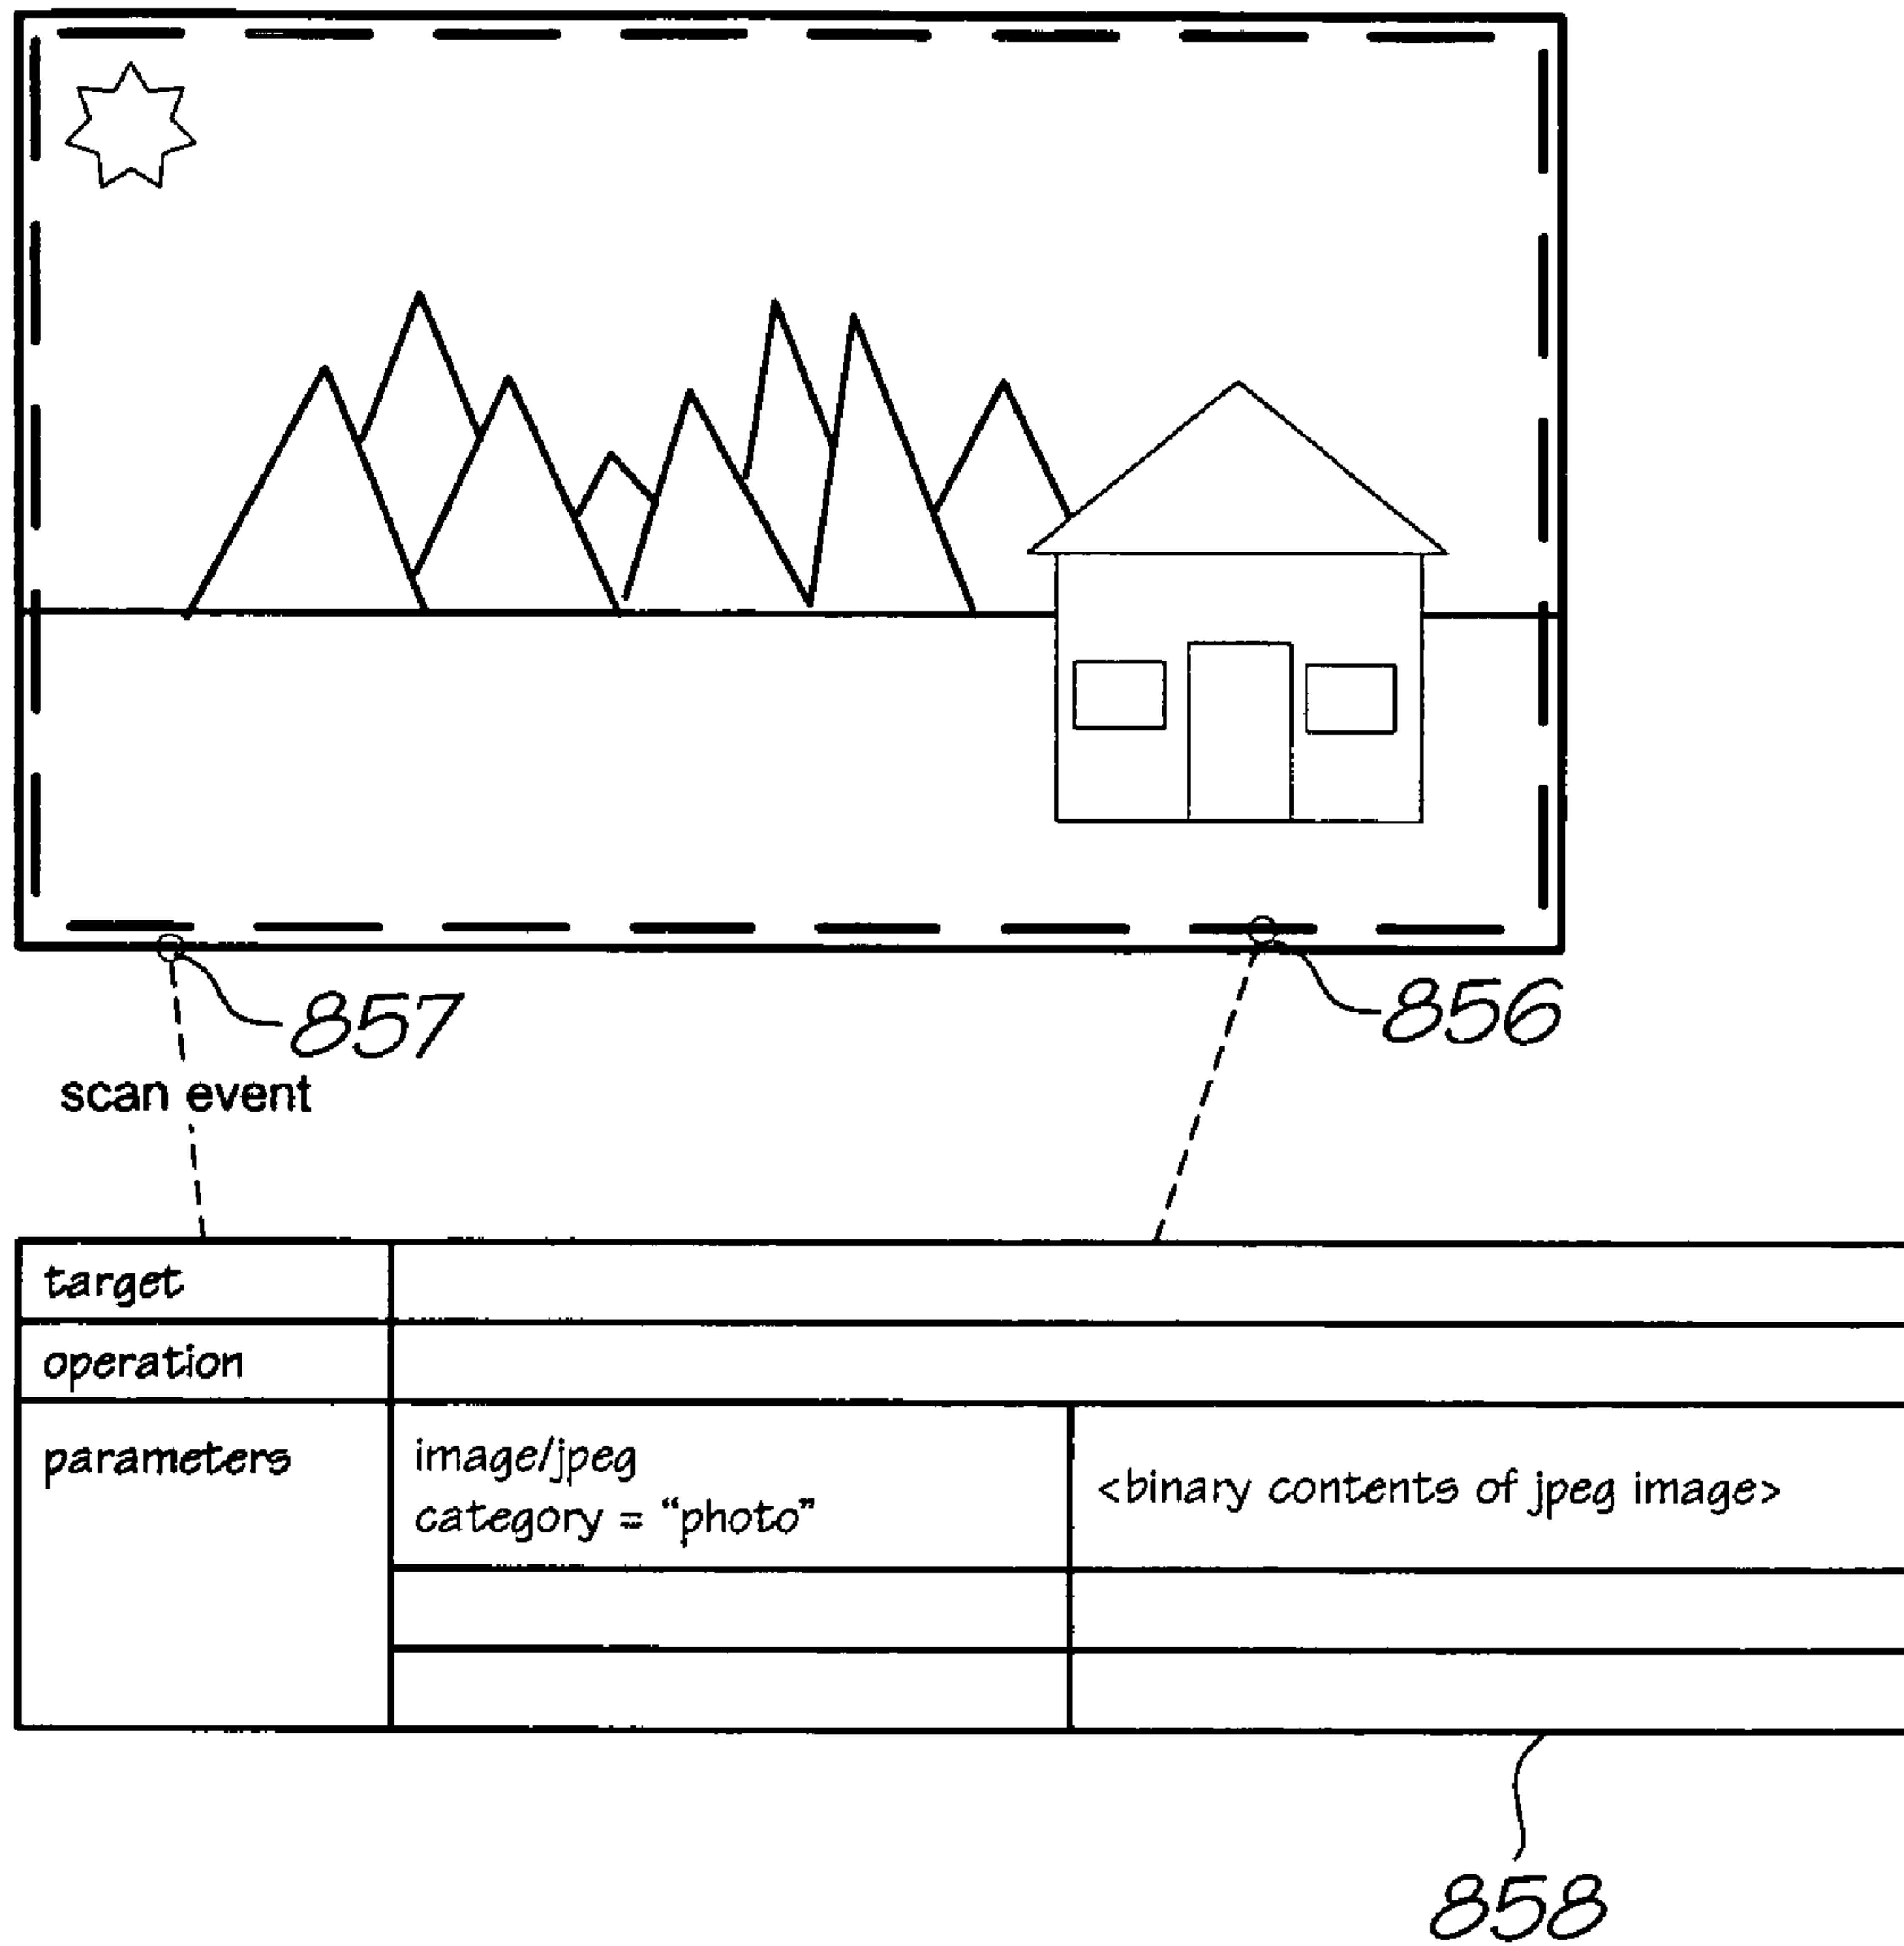 857
856
scan event
target
operation
parameters
image/jpeg
category = “photo”
<binary contents of jpeg image>
858